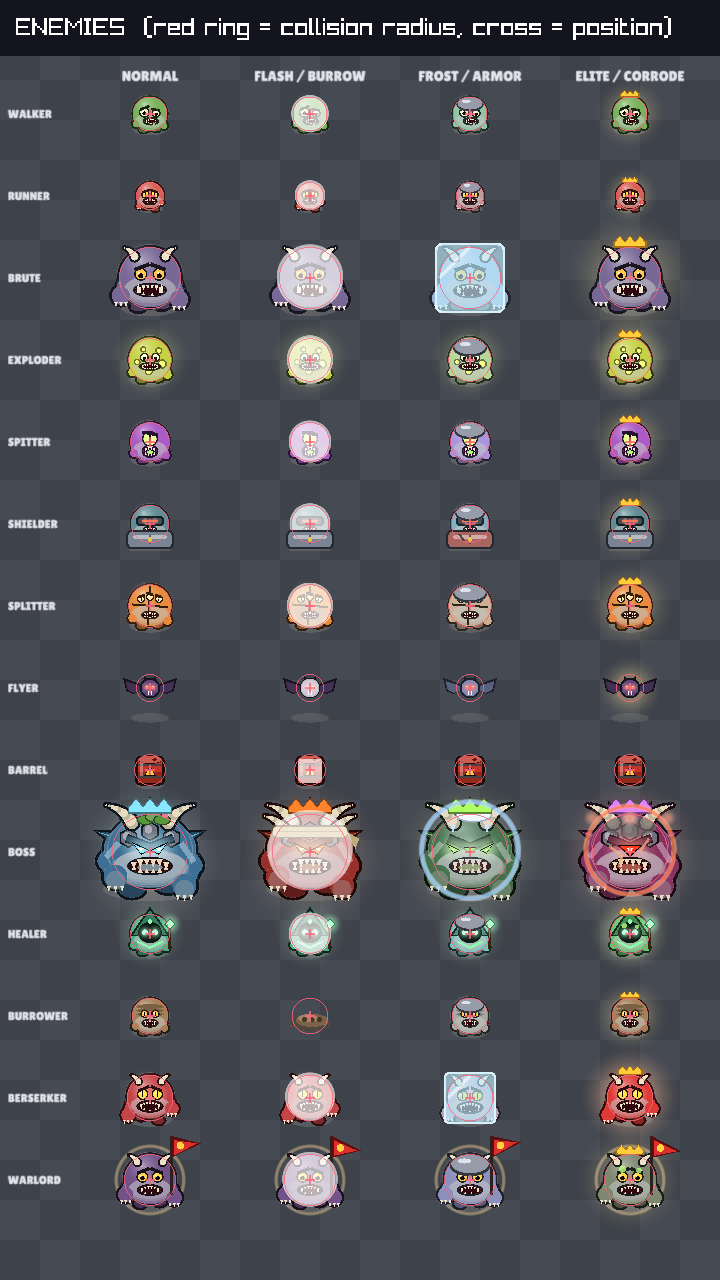 ENEMIES (red ring = collision radius, cross = position)
NORMAL FLASH / BURROW FROST / ARMOR ELITE / CORRODE
WALKER
RUNNER
BRUTE
EXPLODER
SPITTER
SHIELDER
SPLITTER
FLYER
BARREL
BOSS
HEALER
BURROWER
BERSERKER
WARLORD